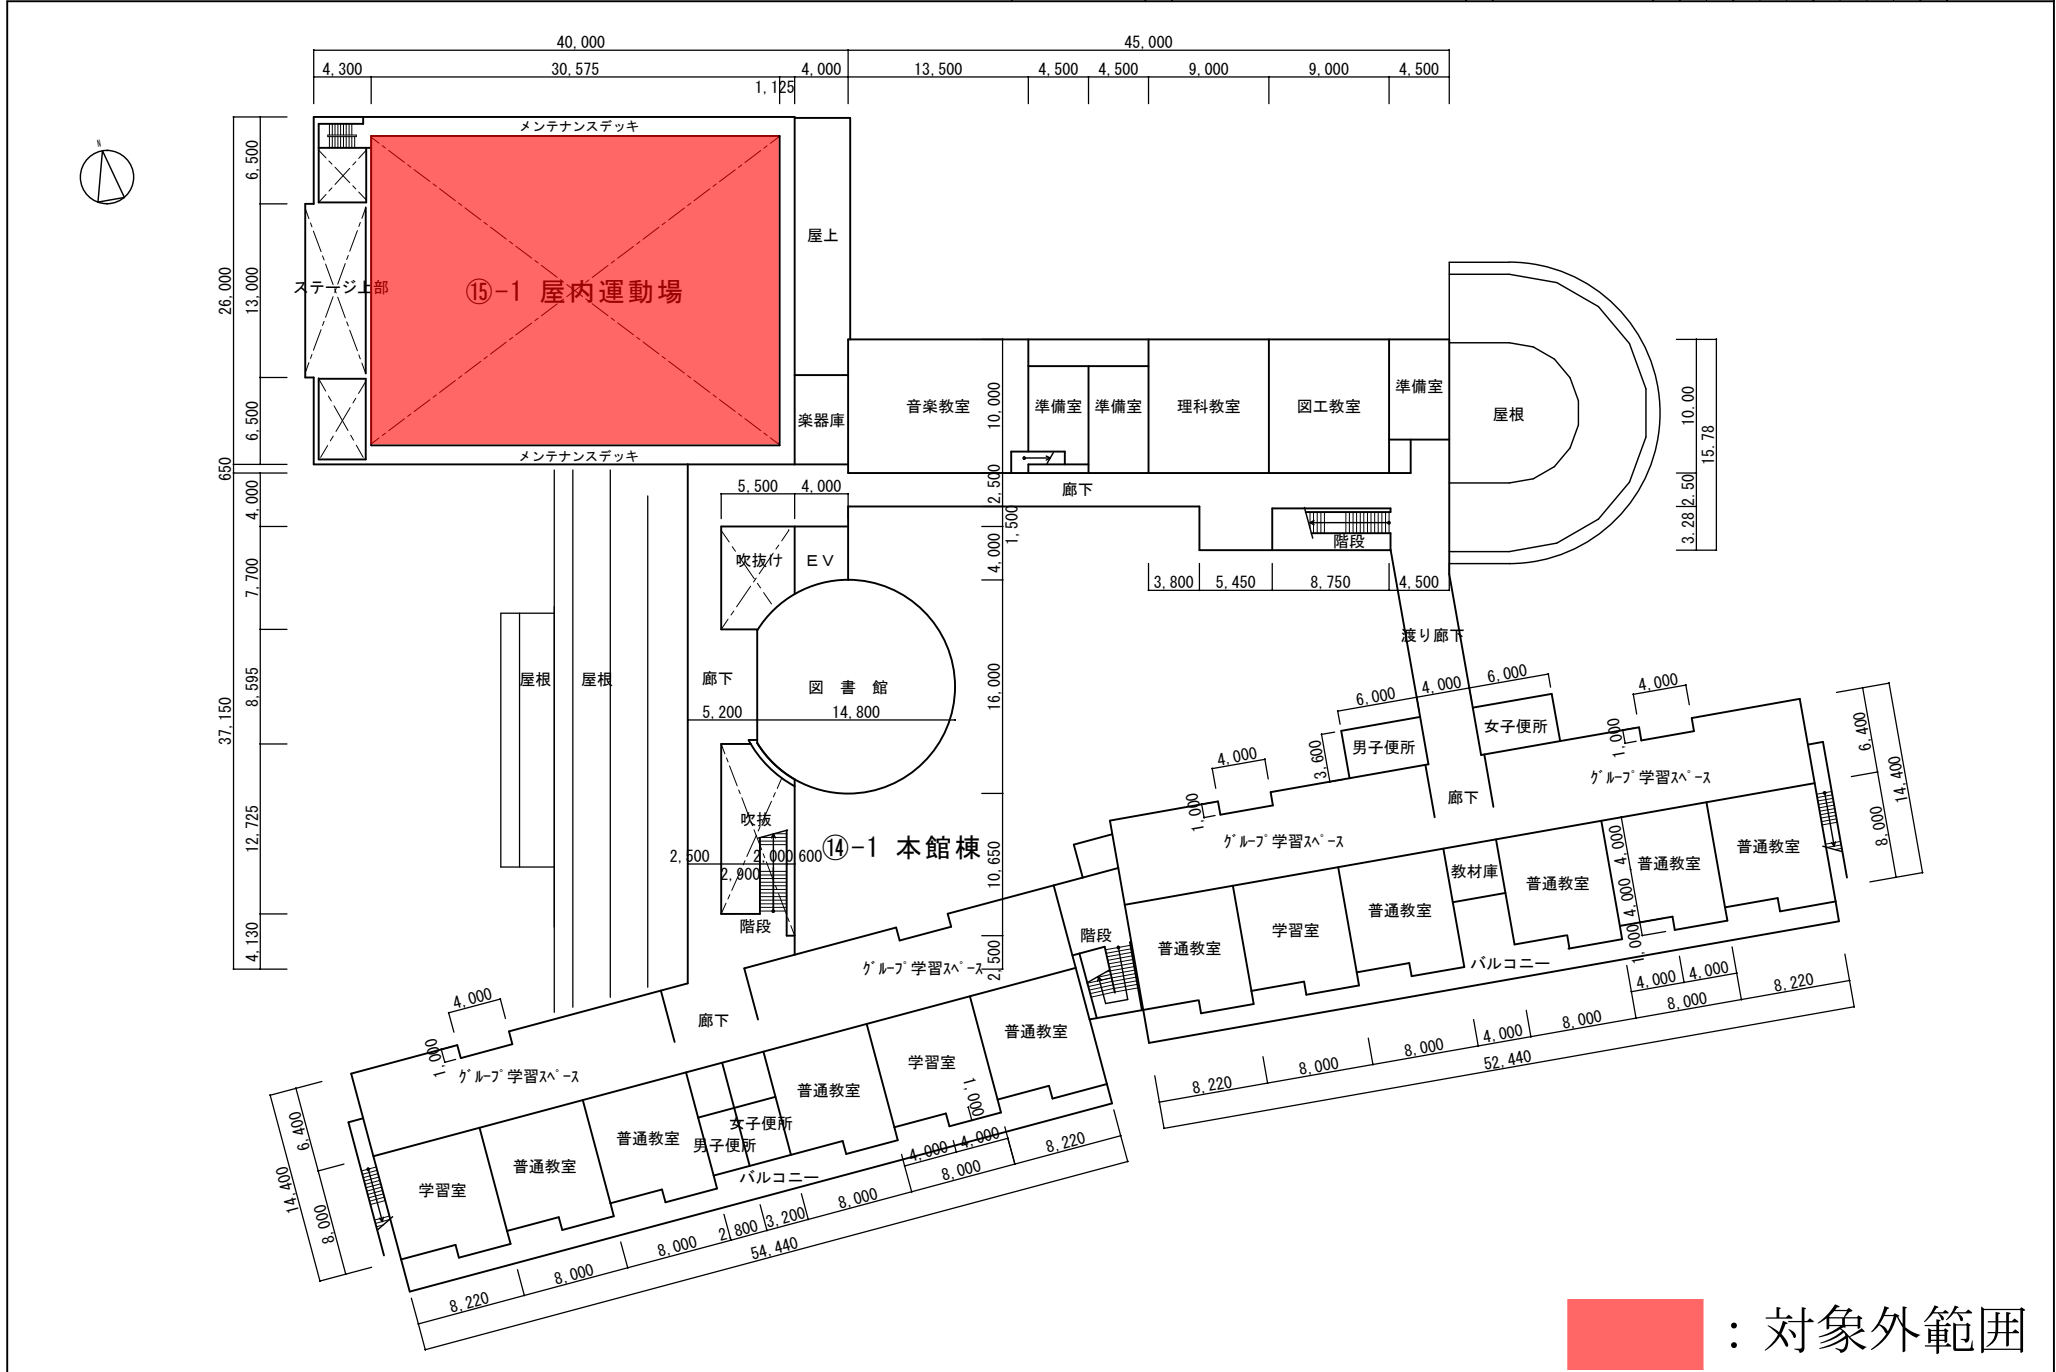 40,000
45,000
4,300
30,575
1,125
4,000
13,500
4,500
4,500
9,000
9,000
4,500
N
メンテナンスデッキ
6,500
13,000
26,000
6,500
屋上
ステージ上部
⑮-1 屋内運動場
楽器庫
音楽教室
10,000
準備室
準備室
理科教室
図工教室
準備室
屋根
10.00
15.78
2.50
3.28
メンテナンスデッキ
650
4,000
7,700
8,595
37,150
12,725
4,130
5,500
4,000
2,500
1,500
4,000
廊下
階段
吹抜け
EV
3,800
5,450
8,750
4,500
渡り廊下
屋根
屋根
廊下
図 書 館
16,000
5,200
14,800
6,000
4,000
6,000
4,000
男子便所
女子便所
3,600
1,000
4,000
1,000
6,400
14,400
8,000
グループ学習スペース
廊下
グループ学習スペース
吹抜
⑭-1 本館棟
2,500
2,000
600
2,900
10,650
階段
2,500
教材庫
普通教室
普通教室
普通教室
4,000
4,000
1,000
普通教室
学習室
普通教室
階段
バルコニー
4,000
4,000
8,000
8,220
8,000
4,000
8,000
8,000
8,220
52,440
グループ学習スペース
廊下
4,000
1,000
グループ学習スペース
普通教室
学習室
普通教室
1,000
女子便所
男子便所
普通教室
普通教室
学習室
バルコニー
6,400
14,400
8,000
4,000
4,000
8,000
8,220
8,000
3,200
2,800
8,000
8,000
8,220
54,440
：対象外範囲